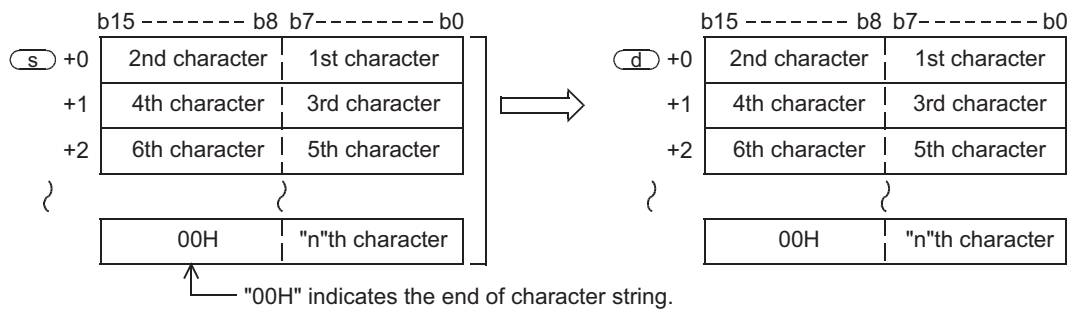 b15 ------- b8 b7-------- b0 b15 ------- b8 b7-------- b0
s +0 2nd character 1st character d +0 2nd character 1st character
+1 4th character 3rd character +1 4th character 3rd character
+2 6th character 5th character +2 6th character 5th character
00H "n"th character 00H "n"th character
"00H" indicates the end of character string.